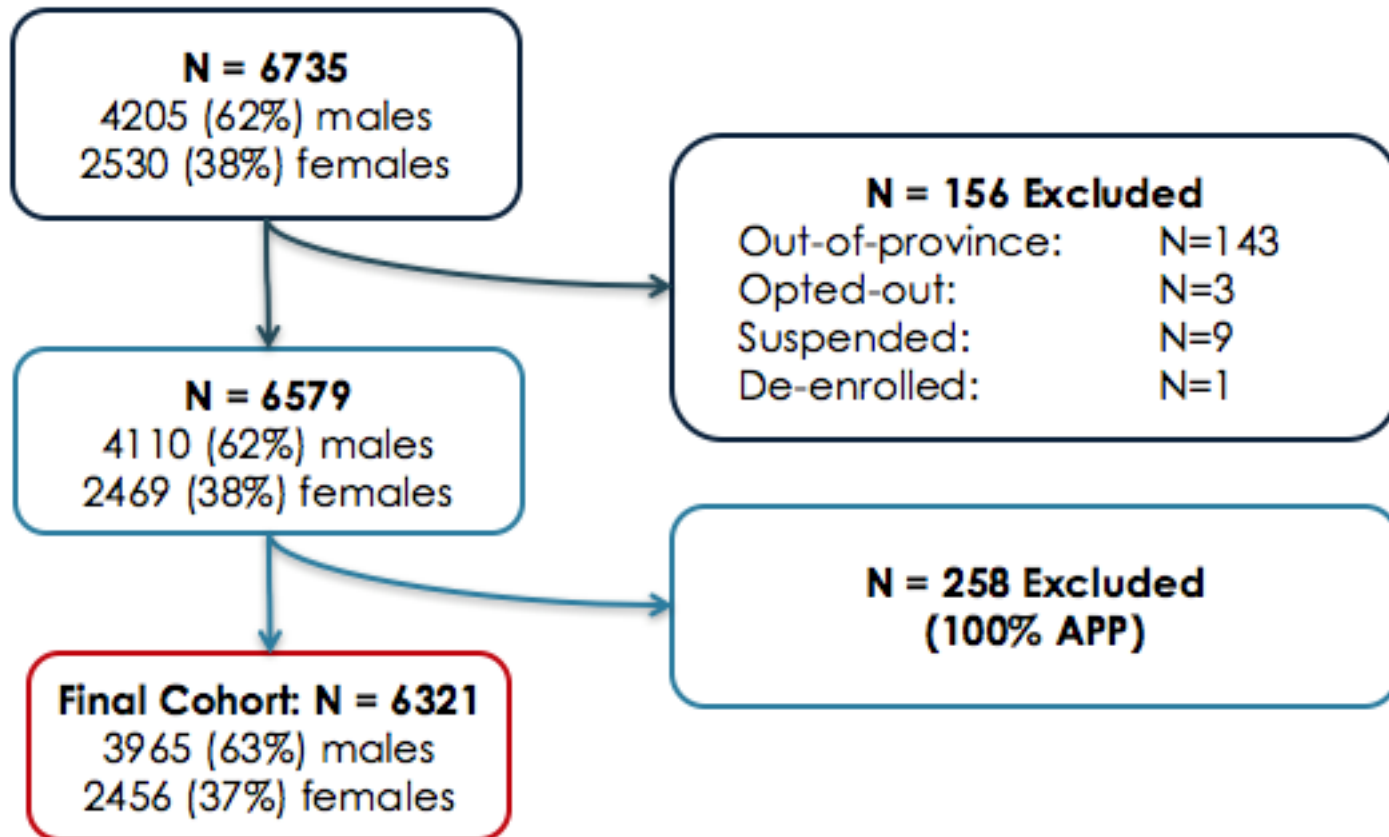 N = 6735
4205 (62%) males
2530 (38%) females
N = 156 Excluded
Out-of-province: N=143
Opted-out: N=3
Suspended: N=9
De-enrolled: N=1
N = 6579
4110 (62%) males
2469 (38%) females
N = 258 Excluded
(100% APP)
Final Cohort: N = 6321
3965 (63%) males
2456 (37%) females